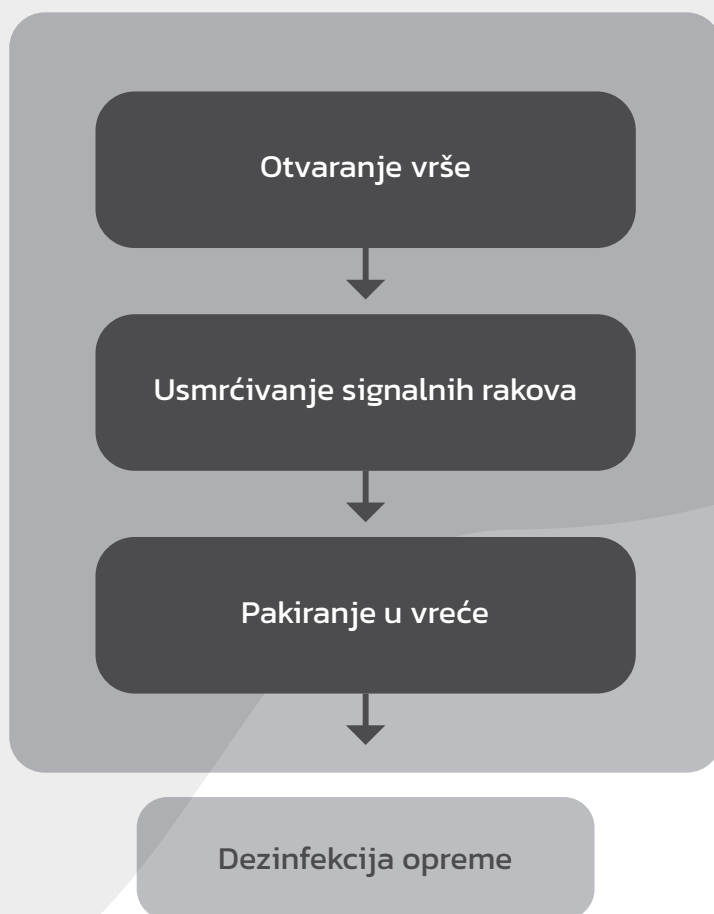 Otvaranje vrše
Usmrćivanje signalnih rakova
Pakiranje u vreće
Dezinfekcija opreme